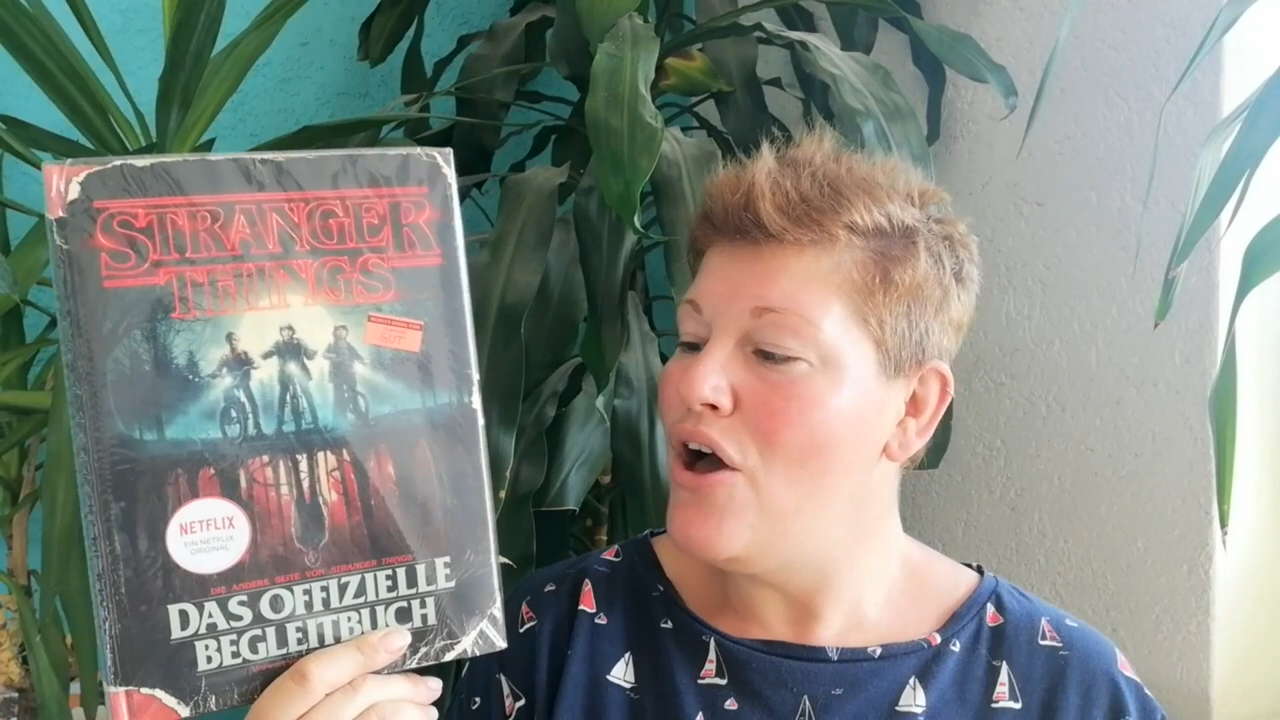 STRANGER
THINGS
GUT
NETFLIX
EIN NETFLIX
ORIGINAL
DIE ANDERE SEITE VON STRANGER THINGS
DAS OFFIZIELLE
BEGLEITBUCH